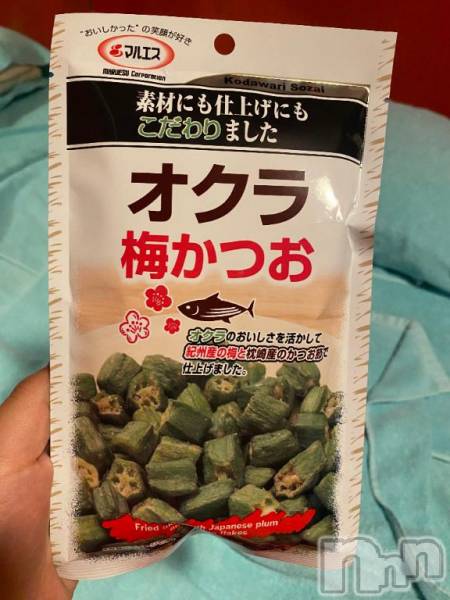 "おいしかった"の笑顔が好き
マルエス
MARUESU Corporation
Kodawari Sozai
素材にも仕上げにも
こだわりました
オクラ
梅かつお
オクラのおいしさを活かして
紀州産の梅と枕崎産のかつお節で
仕上げました。
Fried Japanese plum
flakes
nnn